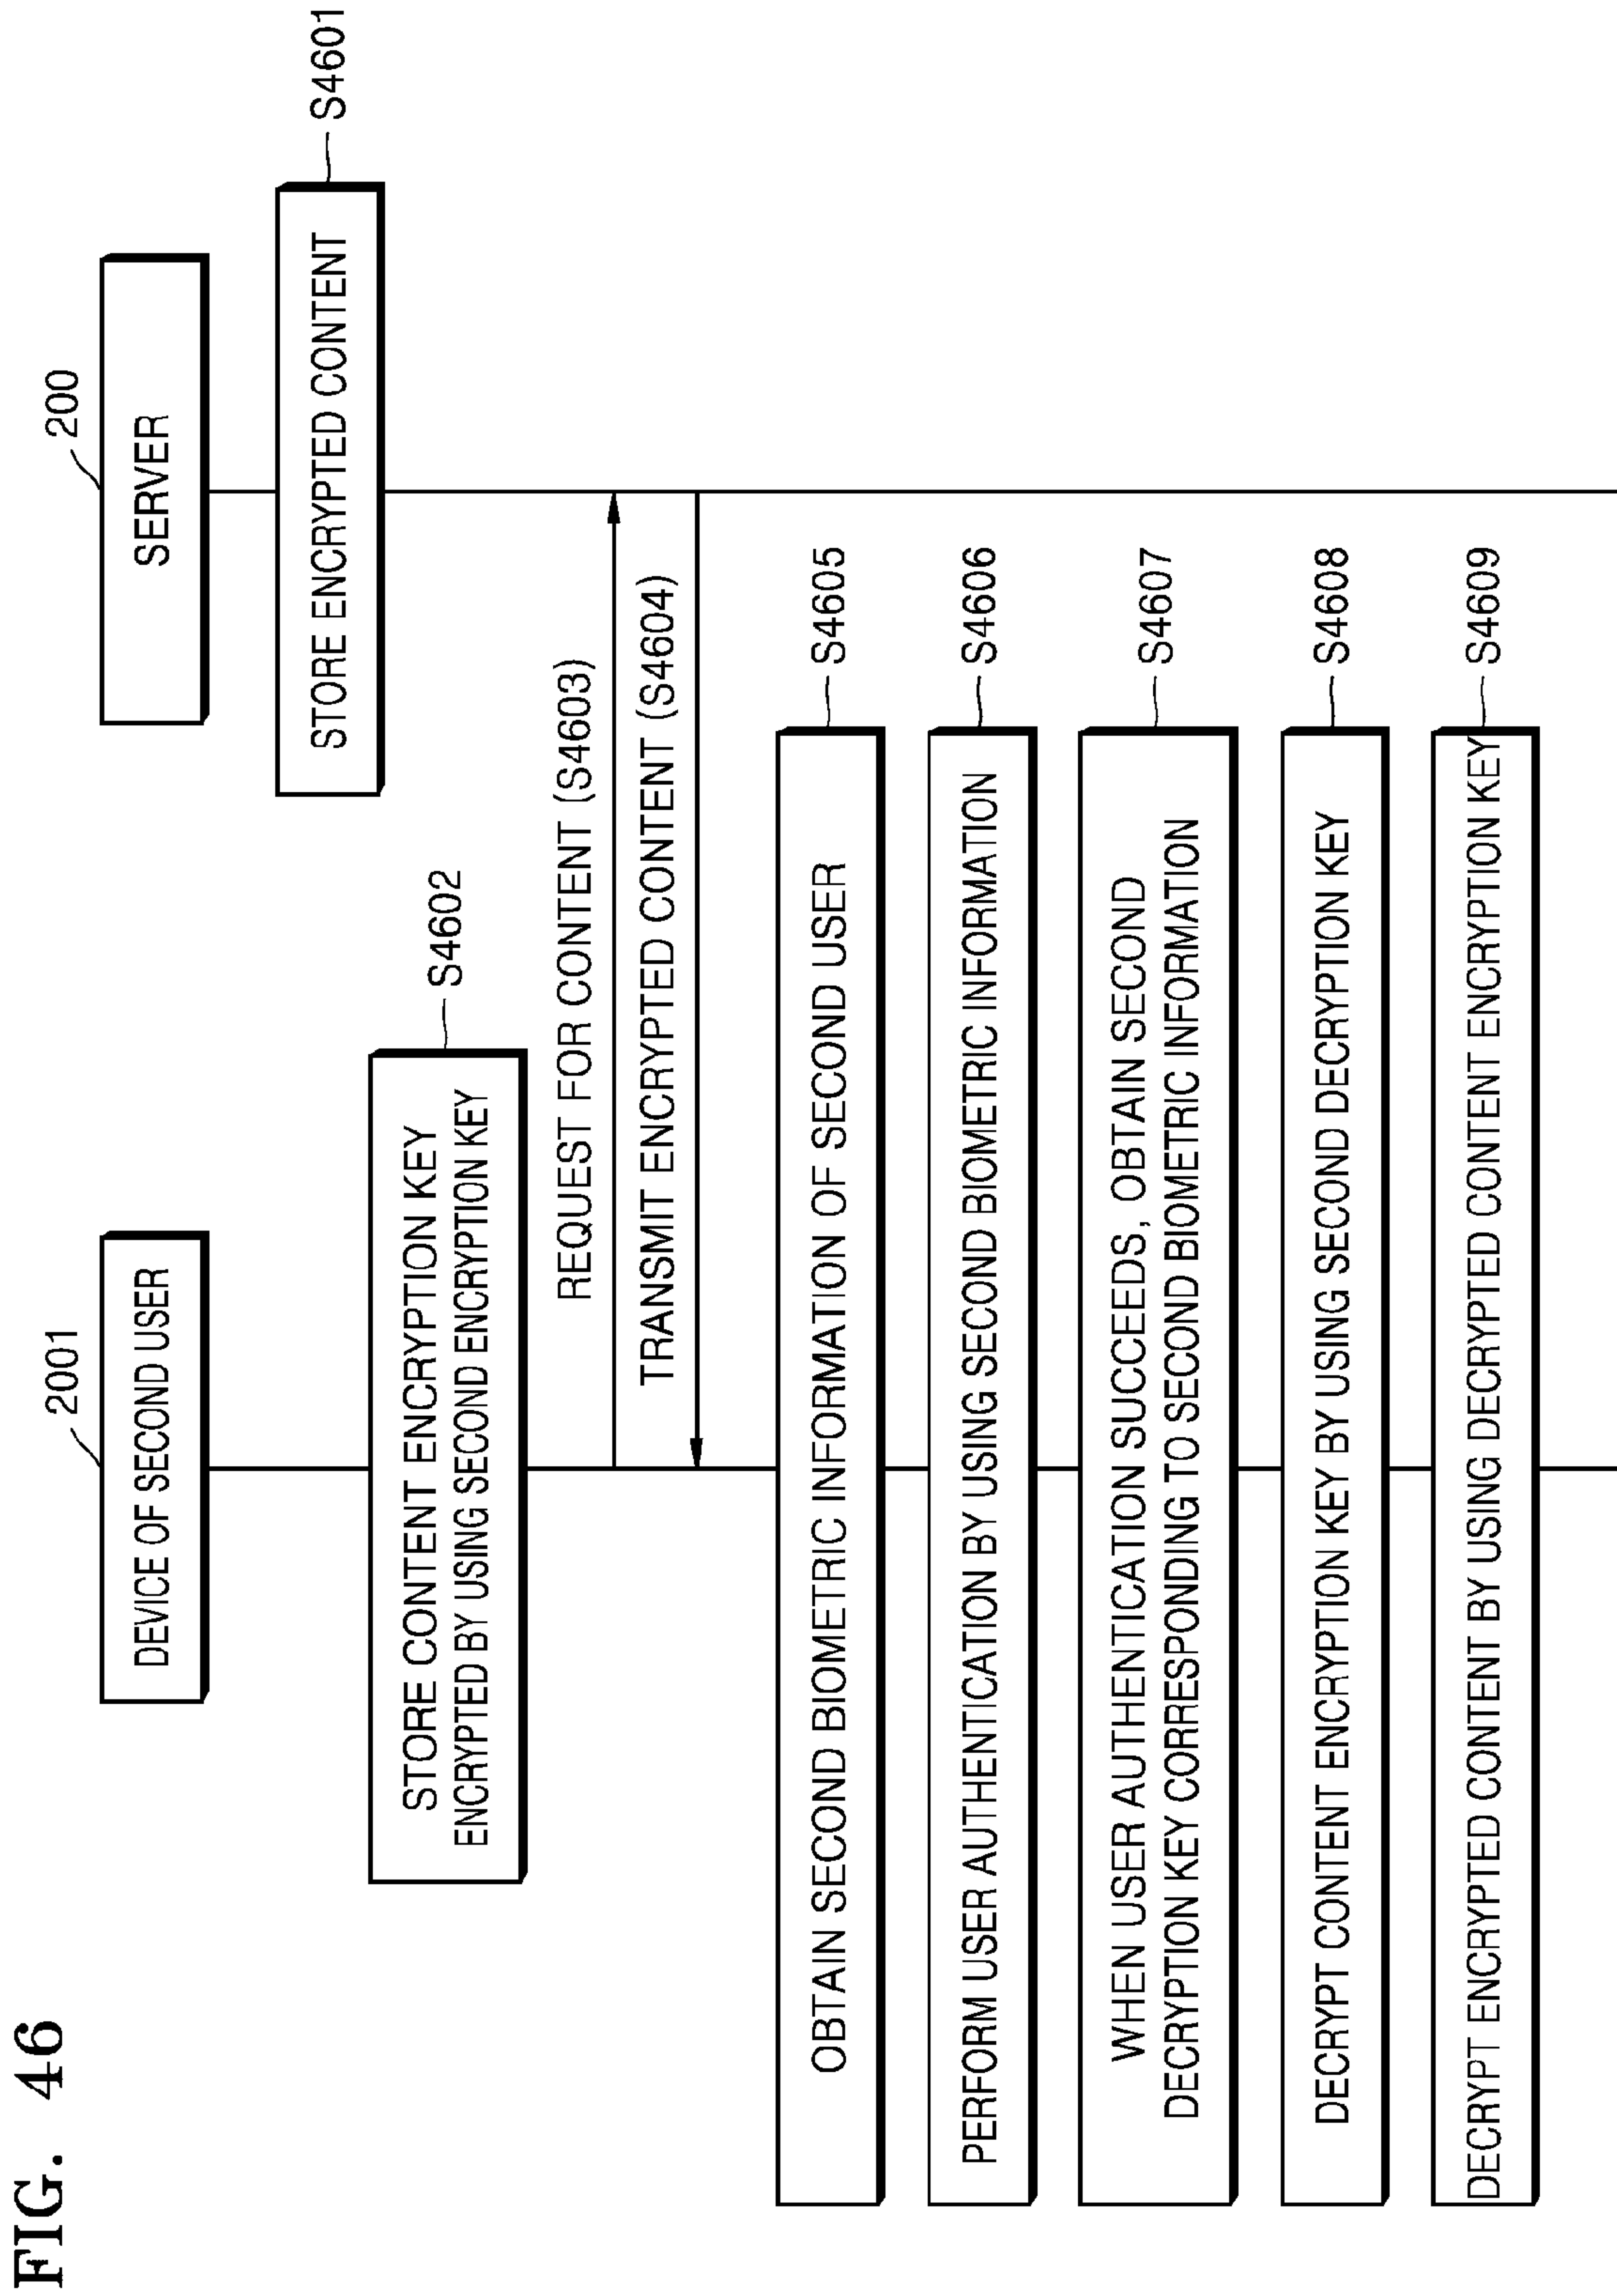 FIG. 46
2001
200
DEVICE OF SECOND USER
SERVER
STORE ENCRYPTED CONTENT
S4601
STORE CONTENT ENCRYPTION KEY
ENCRYPTED BY USING SECOND ENCRYPTION KEY
S4602
REQUEST FOR CONTENT (S4603)
TRANSMIT ENCRYPTED CONTENT (S4604)
OBTAIN SECOND BIOMETRIC INFORMATION OF SECOND USER
S4605
PERFORM USER AUTHENTICATION BY USING SECOND BIOMETRIC INFORMATION
S4606
WHEN USER AUTHENTICATION SUCCEEDS, OBTAIN SECOND
DECRYPTION KEY CORRESPONDING TO SECOND BIOMETRIC INFORMATION
S4607
DECRYPT CONTENT ENCRYPTION KEY BY USING SECOND DECRYPTION KEY
S4608
DECRYPT ENCRYPTED CONTENT BY USING DECRYPTED CONTENT ENCRYPTION KEY
S4609